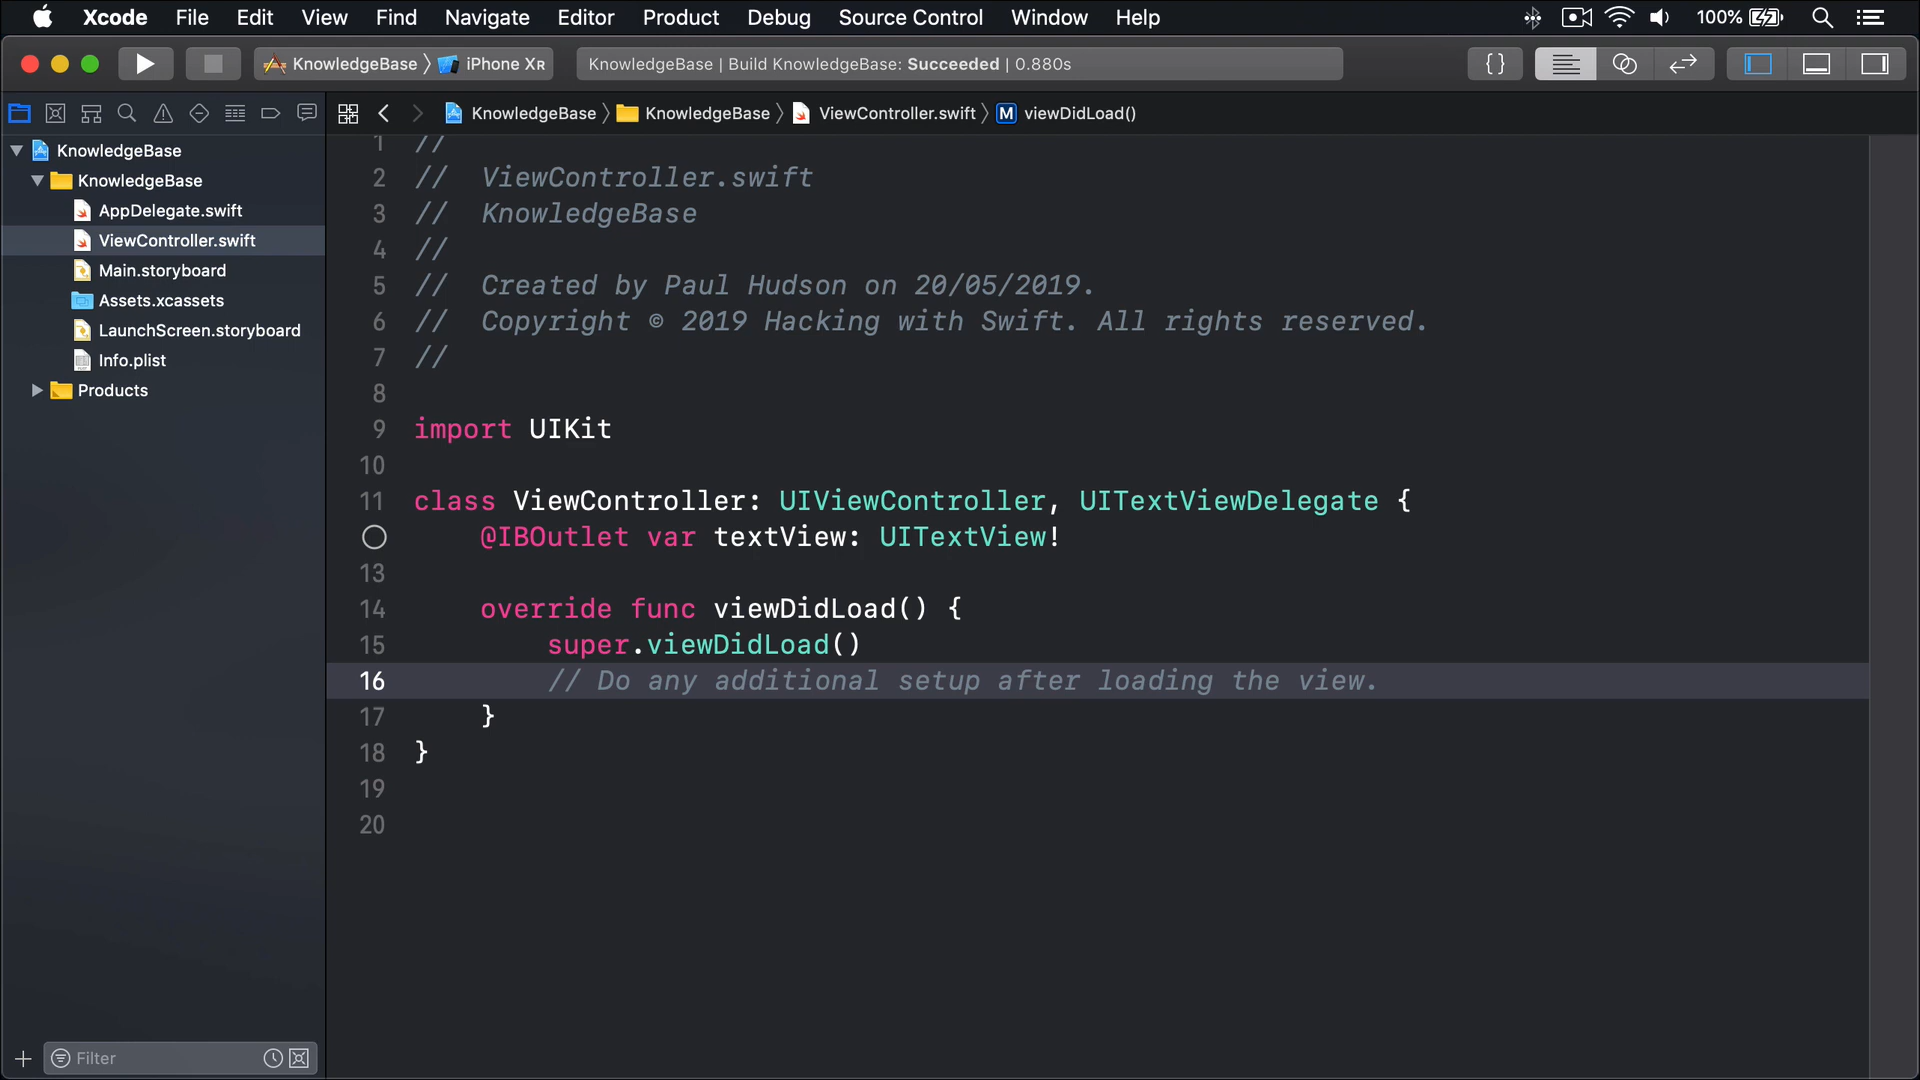 Xcode File Edit View Find Navigate Editor Product Debug Source Control Window Help 100%
KnowledgeBase iPhone XR KnowledgeBase | Build KnowledgeBase: Succeeded | 0.880s {}
KnowledgeBase KnowledgeBase ViewController.swift M viewDidLoad()
KnowledgeBase
KnowledgeBase
AppDelegate.swift
ViewController.swift
Main.storyboard
Assets.xcassets
LaunchScreen.storyboard
Info.plist
Products
1 //
2 //  ViewController.swift
3 //  KnowledgeBase
4 //
5 //  Created by Paul Hudson on 20/05/2019.
6 //  Copyright © 2019 Hacking with Swift. All rights reserved.
7 //
8
9 import UIKit
10
11 class ViewController: UIViewController, UITextViewDelegate {
@IBOutlet var textView: UITextView!
13
14 override func viewDidLoad() {
15 super.viewDidLoad()
16 // Do any additional setup after loading the view.
17 }
18 }
19
20
Filter